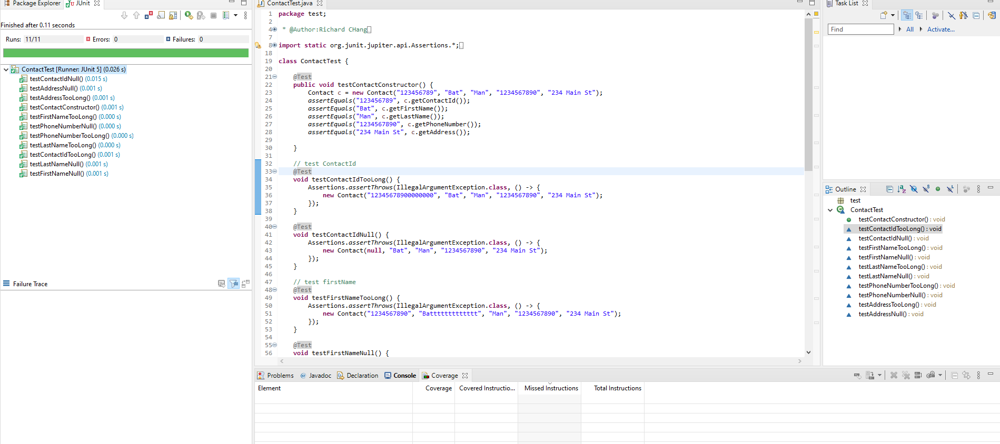 Package Explorer JUnit
Finished after 0.11 seconds
Runs: 11/11 Errors: 0 Failures: 0
ContactTest [Runner: JUnit 5] (0.026 s)
testContactIdNull() (0.015 s)
testAddressNull() (0.001 s)
testAddressTooLong() (0.001 s)
testContactConstructor() (0.001 s)
testFirstNameTooLong() (0.000 s)
testPhoneNumberNull() (0.000 s)
testPhoneNumberTooLong() (0.000 s)
testLastNameTooLong() (0.000 s)
testContactIdTooLong() (0.001 s)
testLastNameNull() (0.001 s)
testFirstNameNull() (0.001 s)
Failure Trace
ContactTest.java
1 package test;
2
4 * @Author:Richard CHang
7
8 import static org.junit.jupiter.api.Assertions.*;
18
19 class ContactTest {
20
21 @Test
22 public void testContactConstructor() {
23 Contact c = new Contact("123456789", "Bat", "Man", "1234567890", "234 Main St");
24 assertEquals("123456789", c.getContactId());
25 assertEquals("Bat", c.getFirstName());
26 assertEquals("Man", c.getLastName());
27 assertEquals("1234567890", c.getPhoneNumber());
28 assertEquals("234 Main St", c.getAddress());
29
30 }
31
32 // test ContactId
33 @Test
34 void testContactIdTooLong() {
35 Assertions.assertThrows(IllegalArgumentException.class, () -> {
36 new Contact("12345678900000000", "Bat", "Man", "1234567890", "234 Main St");
37 });
38 }
39
40 @Test
41 void testContactIdNull() {
42 Assertions.assertThrows(IllegalArgumentException.class, () -> {
43 new Contact(null, "Bat", "Man", "1234567890", "234 Main St");
44 });
45 }
46
47 // test firstName
48 @Test
49 void testFirstNameTooLong() {
50 Assertions.assertThrows(IllegalArgumentException.class, () -> {
51 new Contact("1234567890", "Batttttttttttttt", "Man", "1234567890", "234 Main St");
52 });
53 }
54
55 @Test
56 void testFirstNameNull() {
Task List
Find All Activate...
Outline
test
ContactTest
testContactConstructor() : void
testContactIdTooLong() : void
testContactIdNull() : void
testFirstNameTooLong() : void
testFirstNameNull() : void
testLastNameTooLong() : void
testLastNameNull() : void
testPhoneNumberTooLong() : void
testPhoneNumberNull() : void
testAddressTooLong() : void
testAddressNull() : void
Problems @ Javadoc Declaration Console Coverage
Element Coverage Covered Instructio... Missed Instructions Total Instructions